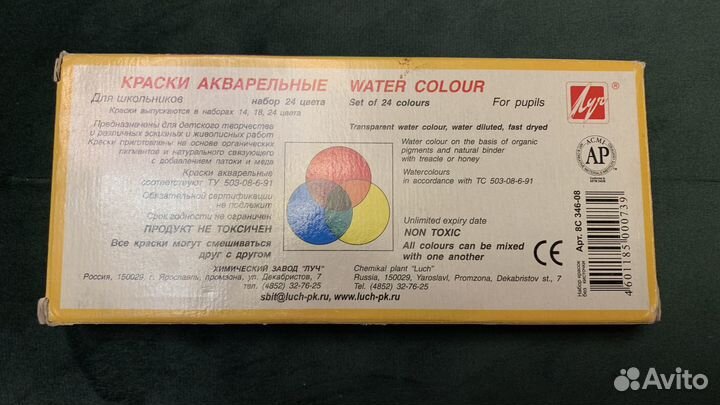 КРАСКИ АКВАРЕЛЬНЫЕ
Для школьников
набор 24 цвета
Краски выпускаются в наборах 14, 18, 24 цвета
Предназначены для детского творчества
и различных эскизных и живописных работ
Краски приготовлены на основе органических
пигментов и натурального связующего
с добавлением патоки и меда
Краски акварельные
соответствуют ТУ 503-08-6-91
Обязательной сертификации
не подлежит
Срок годности не ограничен
ПРОДУКТ НЕ ТОКСИЧЕН
Все краски могут смешиваться
друг с другом
ХИМИЧЕСКИЙ ЗАВОД "ЛУЧ"
Россия, 150029 г. Ярославль, промзона, ул. Декабристов, 7
тел. (4852) 32-76-25
sbit@luch-pk.ru, www.luch-pk.ru
WATER COLOUR
Set of 24 colours
For pupils
Transparent water colour, water diluted, fast dryed
Water colour on the basis of organic
pigments and natural binder
with treacle or honey
Watercolours
in accordance with TC 503-08-6-91
Unlimited expiry date
NON TOXIC
All colours can be mixed
with one another
Chemikal plant "Luch"
Russia, 150029, Yaroslavl, Promzona, Dekabristov st., 7
Tel. (4852) 32-76-25
Луч®
ACMI
AP
CE
Набор красок
без кисточки
Арт. 8С 346-08
4601185000739
Avito